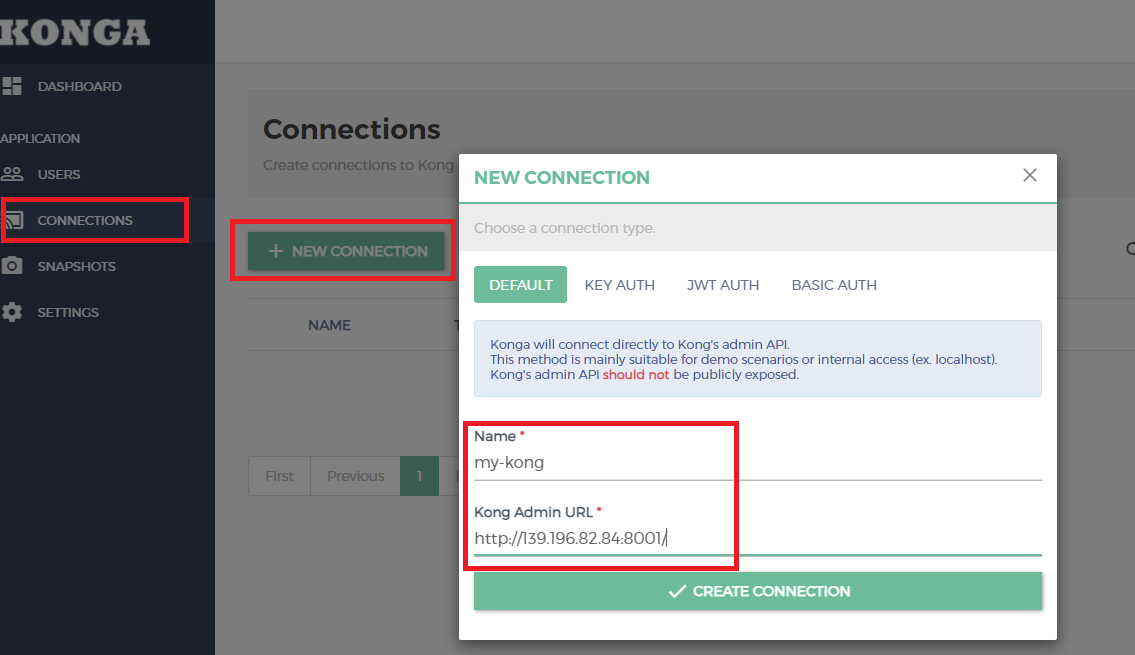 KONGA
DASHBOARD
APPLICATION
USERS
CONNECTIONS
SNAPSHOTS
SETTINGS
Connections
Create connections to Kong
NEW CONNECTION
NAME
First Previous 1
NEW CONNECTION
Choose a connection type.
DEFAULT KEY AUTH JWT AUTH BASIC AUTH
Konga will connect directly to Kong's admin API.
This method is mainly suitable for demo scenarios or internal access (ex. localhost).
Kong's admin API should not be publicly exposed.
Name *
my-kong
Kong Admin URL *
http://139.196.82.84:8001/
CREATE CONNECTION